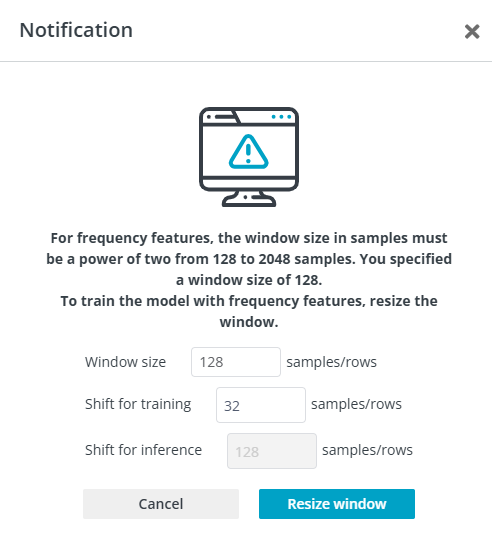 Notification
For frequency features, the window size in samples must
be a power of two from 128 to 2048 samples. You specified
a window size of 128.
To train the model with frequency features, resize the
window.
Window size 128 samples/rows
Shift for training 32 samples/rows
Shift for inference 128 samples/rows
Cancel Resize window